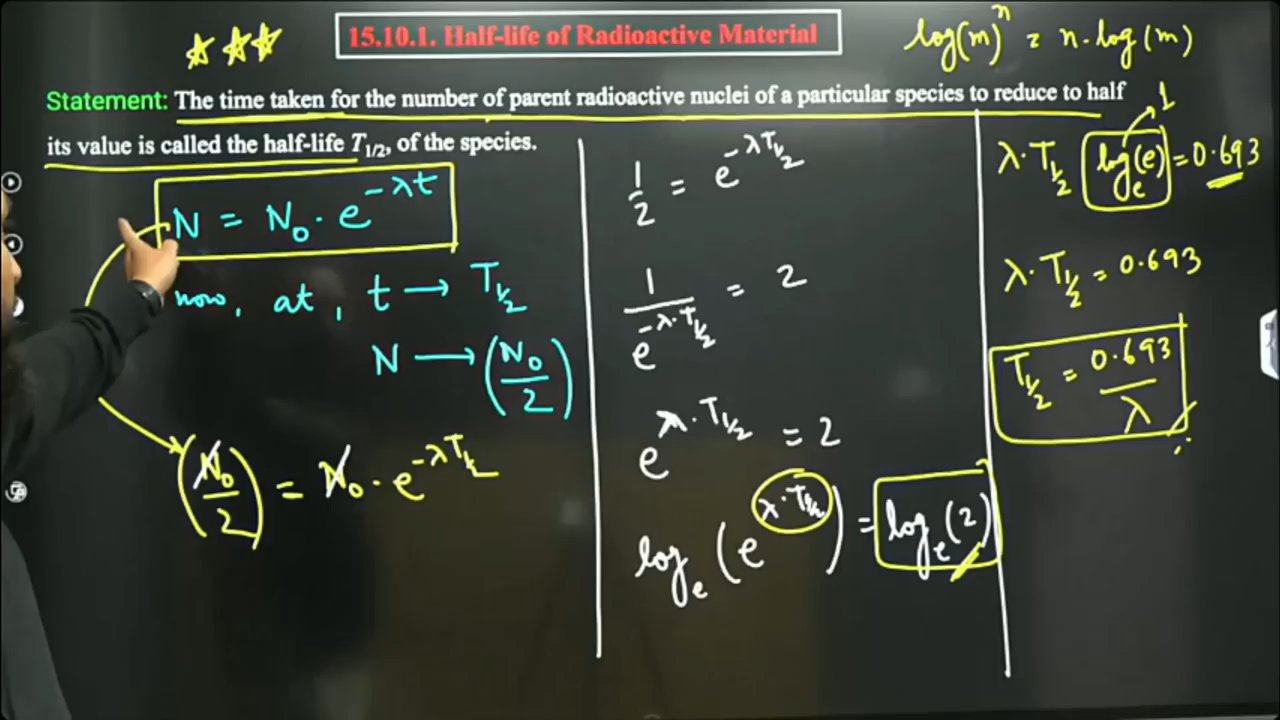 15.10.1. Half-life of Radioactive Material
log(m)ⁿ = n·log(m)
Statement: The time taken for the number of parent radioactive nuclei of a particular species to reduce to half
its value is called the half-life T1/2, of the species.
N = N₀ · e^(-λt)
now, at, t → T1/2
N → (N₀/2)
(N₀/2) = N₀ · e^(-λT1/2)
1/2 = e^(-λT1/2)
1/e^(-λ·T1/2) = 2
e^(λ·T1/2) = 2
logₑ(e^(λ·T1/2)) = logₑ(2)
1
λ·T1/2 logₑ(e) = 0.693
λ·T1/2 = 0.693
T1/2 = 0.693/λ